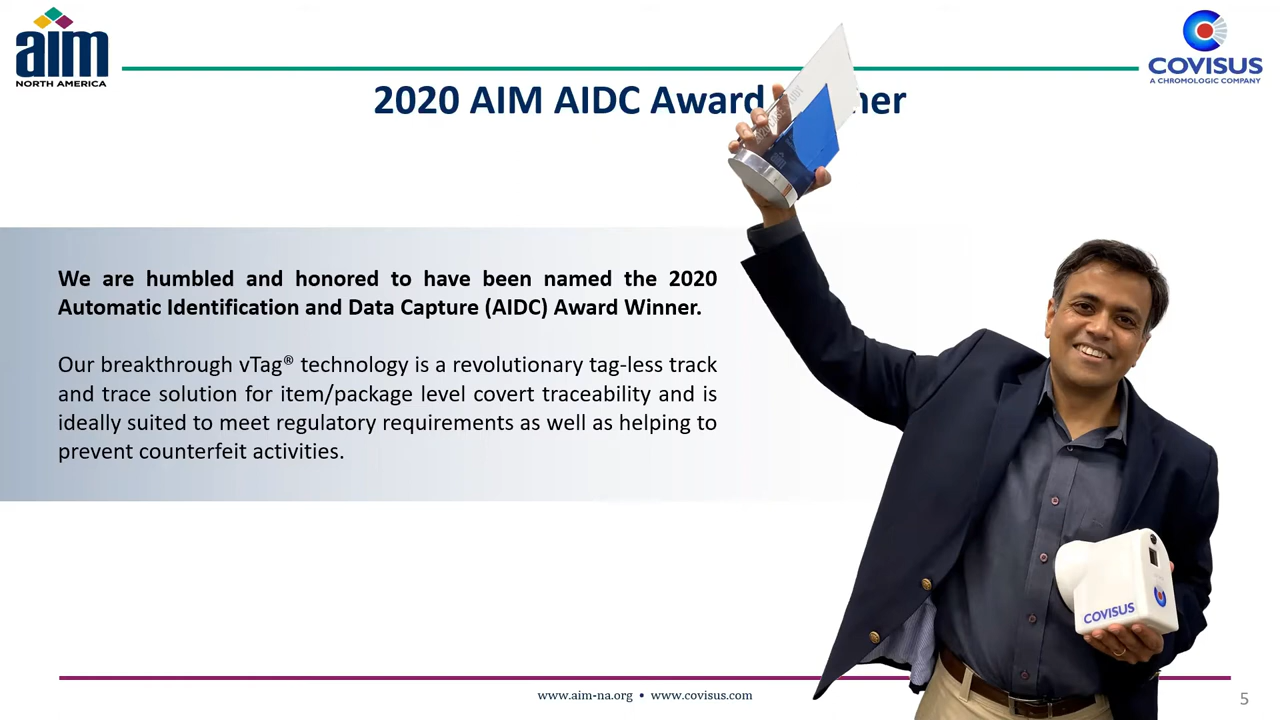 aim
NORTH AMERICA
COVISUS
A CHROMOLOGIC COMPANY
2020 AIM AIDC Award
We are humbled and honored to have been named the 2020
Automatic Identification and Data Capture (AIDC) Award Winner.
Our breakthrough vTag® technology is a revolutionary tag-less track
and trace solution for item/package level covert traceability and is
ideally suited to meet regulatory requirements as well as helping to
prevent counterfeit activities.
COVISUS
www.aim-na.org • www.covisus.com
5